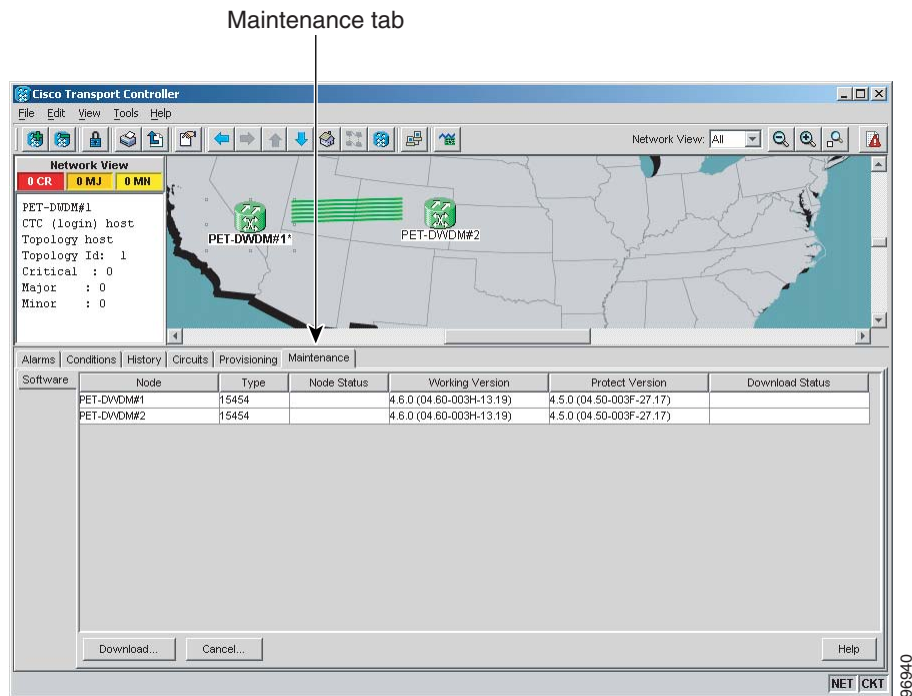 Maintenance tab
Cisco Transport Controller
File Edit View Tools Help
Network View: All
Network View
0 CR 0 MJ 0 MN
PET-DWDM#1
CTC (login) host
Topology host
Topology Id: 1
Critical : 0
Major : 0
Minor : 0
PET-DWDM#1*
PET-DWDM#2
Alarms Conditions History Circuits Provisioning Maintenance
Software
Node Type Node Status Working Version Protect Version Download Status
PET-DWDM#1 15454 4.6.0 (04.60-003H-13.19) 4.5.0 (04.50-003F-27.17)
PET-DWDM#2 15454 4.6.0 (04.60-003H-13.19) 4.5.0 (04.50-003F-27.17)
Download... Cancel... Help
NET CKT
96940